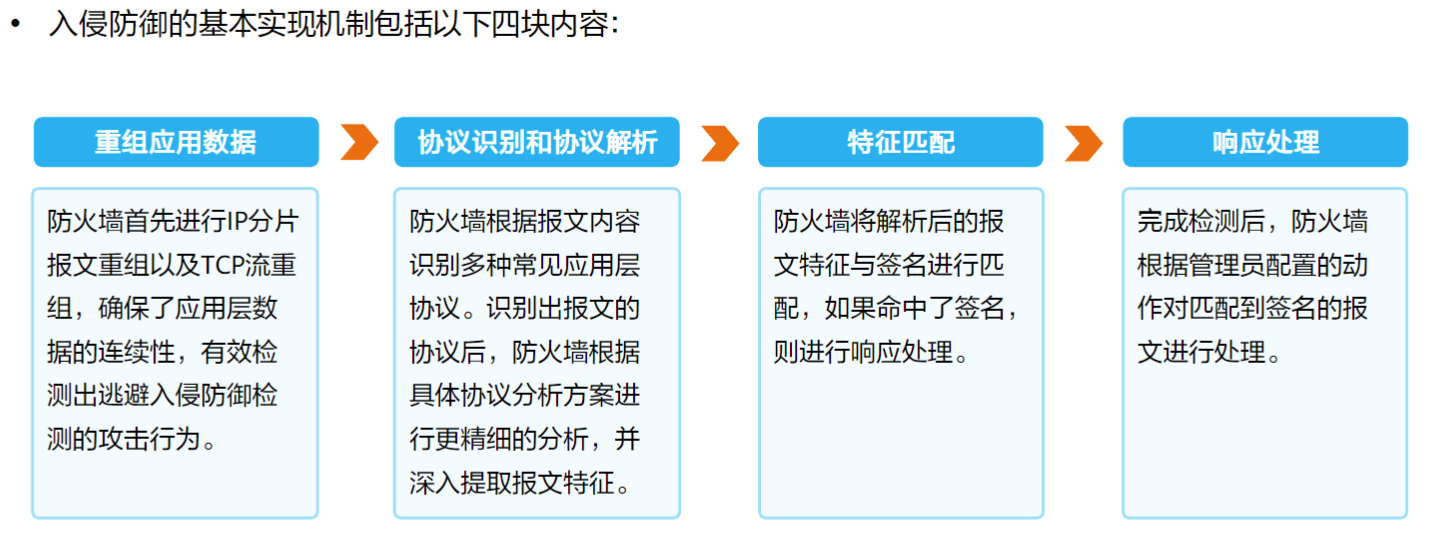 • 入侵防御的基本实现机制包括以下四块内容：
重组应用数据
防火墙首先进行IP分片
报文重组以及TCP流重
组，确保了应用层数
据的连续性，有效检
测出逃避入侵防御检
测的攻击行为。
协议识别和协议解析
防火墙根据报文内容
识别多种常见应用层
协议。识别出报文的
协议后，防火墙根据
具体协议分析方案进
行更精细的分析，并
深入提取报文特征。
特征匹配
防火墙将解析后的报
文特征与签名进行匹
配，如果命中了签名，
则进行响应处理。
响应处理
完成检测后，防火墙
根据管理员配置的动
作对匹配到签名的报
文进行处理。